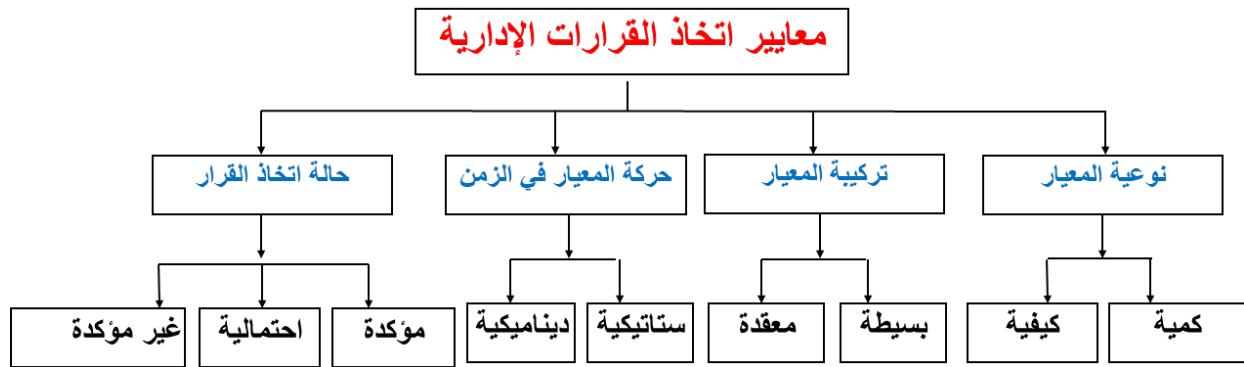 معايير اتخاذ القرارات الإدارية
نوعية المعيار
تركيبة المعيار
حركة المعيار في الزمن
حالة اتخاذ القرار
كمية
كيفية
بسيطة
معقدة
ستاتيكية
ديناميكية
مؤكدة
احتمالية
غير مؤكدة